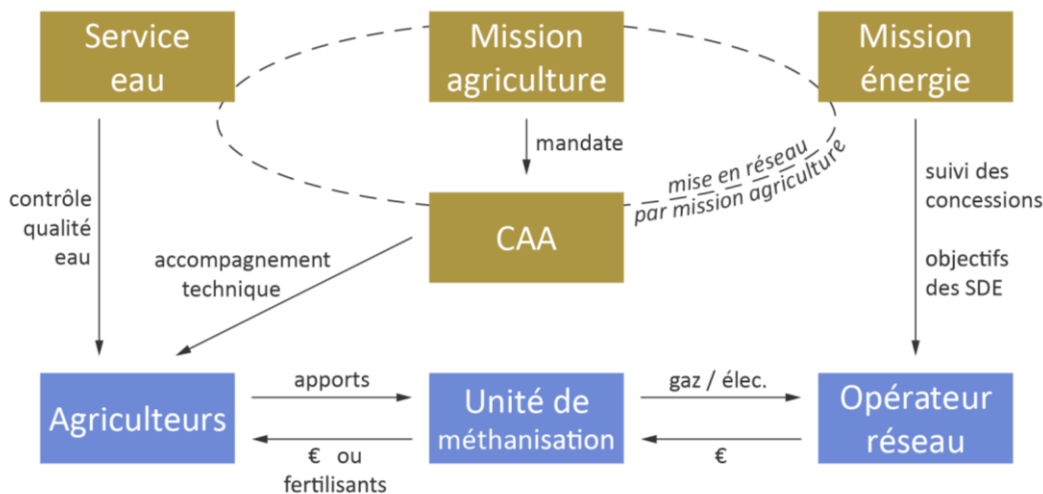 Service
eau
Mission
agriculture
Mission
énergie
mandate
mise en réseau
par mission agriculture
suivi des
concessions
contrôle
qualité
eau
CAA
accompagnement
technique
objectifs
des SDE
Agriculteurs
apports
€ ou
fertilisants
Unité de
méthanisation
gaz / élec.
€
Opérateur
réseau